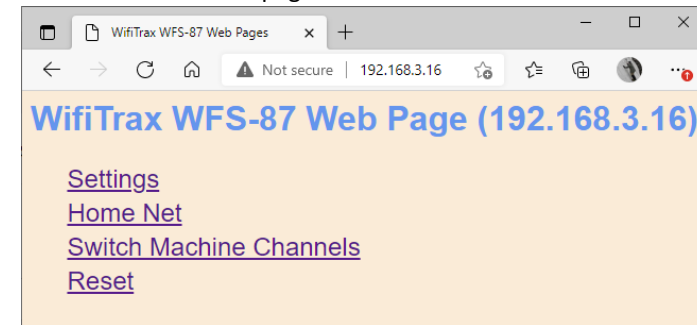 WifiTrax WFS-87 Web Pages
Not secure | 192.168.3.16
WifiTrax WFS-87 Web Page (192.168.3.16)
Settings
Home Net
Switch Machine Channels
Reset